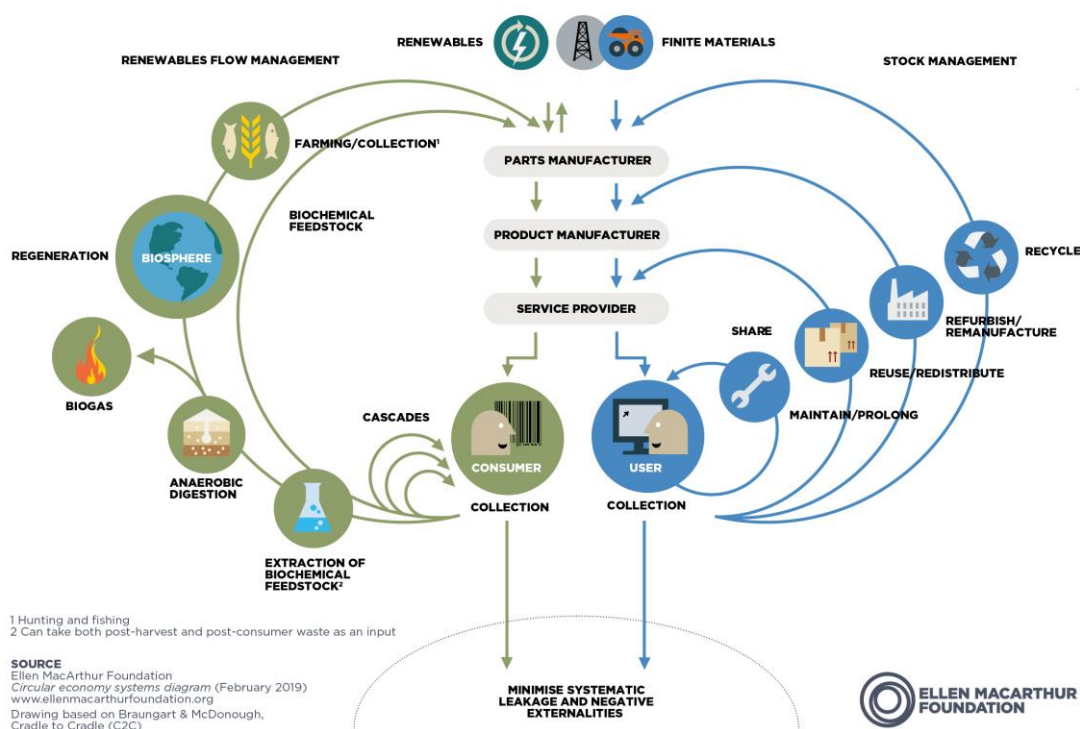 RENEWABLES
FINITE MATERIALS
RENEWABLES FLOW MANAGEMENT
STOCK MANAGEMENT
FARMING/COLLECTION¹
PARTS MANUFACTURER
BIOCHEMICAL
FEEDSTOCK
PRODUCT MANUFACTURER
REGENERATION
BIOSPHERE
RECYCLE
SERVICE PROVIDER
SHARE
REFURBISH/
REMANUFACTURE
REUSE/REDISTRIBUTE
BIOGAS
MAINTAIN/PROLONG
CASCADES
CONSUMER
USER
ANAEROBIC
DIGESTION
COLLECTION
COLLECTION
EXTRACTION OF
BIOCHEMICAL
FEEDSTOCK²
1 Hunting and fishing
2 Can take both post-harvest and post-consumer waste as an input
SOURCE
Ellen MacArthur Foundation
Circular economy systems diagram (February 2019)
www.ellenmacarthurfoundation.org
Drawing based on Braungart & McDonough,
Cradle to Cradle (C2C)
MINIMISE SYSTEMATIC
LEAKAGE AND NEGATIVE
EXTERNALITIES
ELLEN MACARTHUR
FOUNDATION